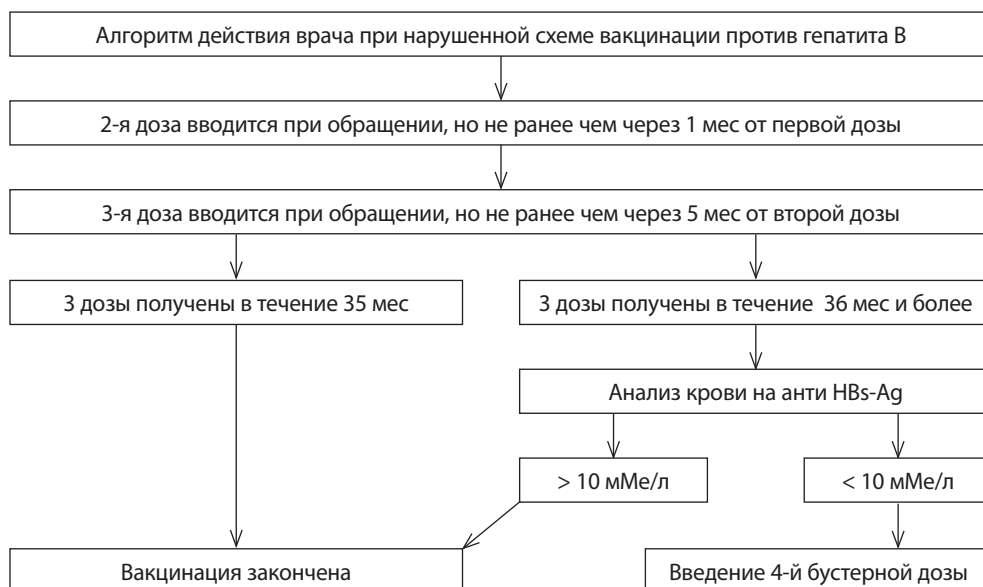 Алгоритм действия врача при нарушенной схеме вакцинации против гепатита В
2-я доза вводится при обращении, но не ранее чем через 1 мес от первой дозы
3-я доза вводится при обращении, но не ранее чем через 5 мес от второй дозы
3 дозы получены в течение 35 мес
3 дозы получены в течение 36 мес и более
Анализ крови на анти HBs-Ag
> 10 мМе/л
< 10 мМе/л
Вакцинация закончена
Введение 4-й бустерной дозы